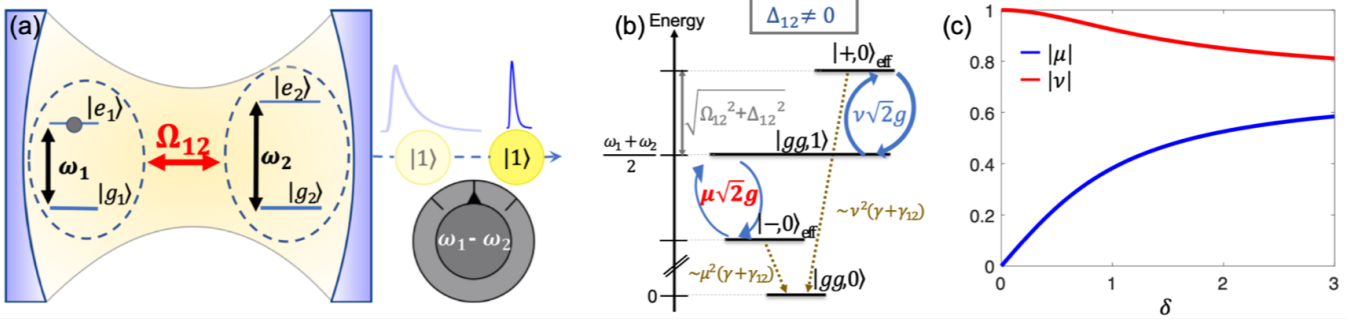 (a)
|e₁⟩
ω₁
|g₁⟩
Ω₁₂
|e₂⟩
ω₂
|g₂⟩
|1⟩
|1⟩
ω₁ - ω₂
(b)
Energy
Δ₁₂ ≠ 0
|+,0⟩eff
√Ω₁₂²+Δ₁₂²
ν√2g
ω₁ + ω₂
2
|gg,1⟩
μ√2g
~ν²(γ+γ₁₂)
|−,0⟩eff
~μ²(γ+γ₁₂)
|gg,0⟩
0
(c)
1
0.8
0.6
0.4
0.2
0
|μ|
|ν|
0 1 2 3
δ